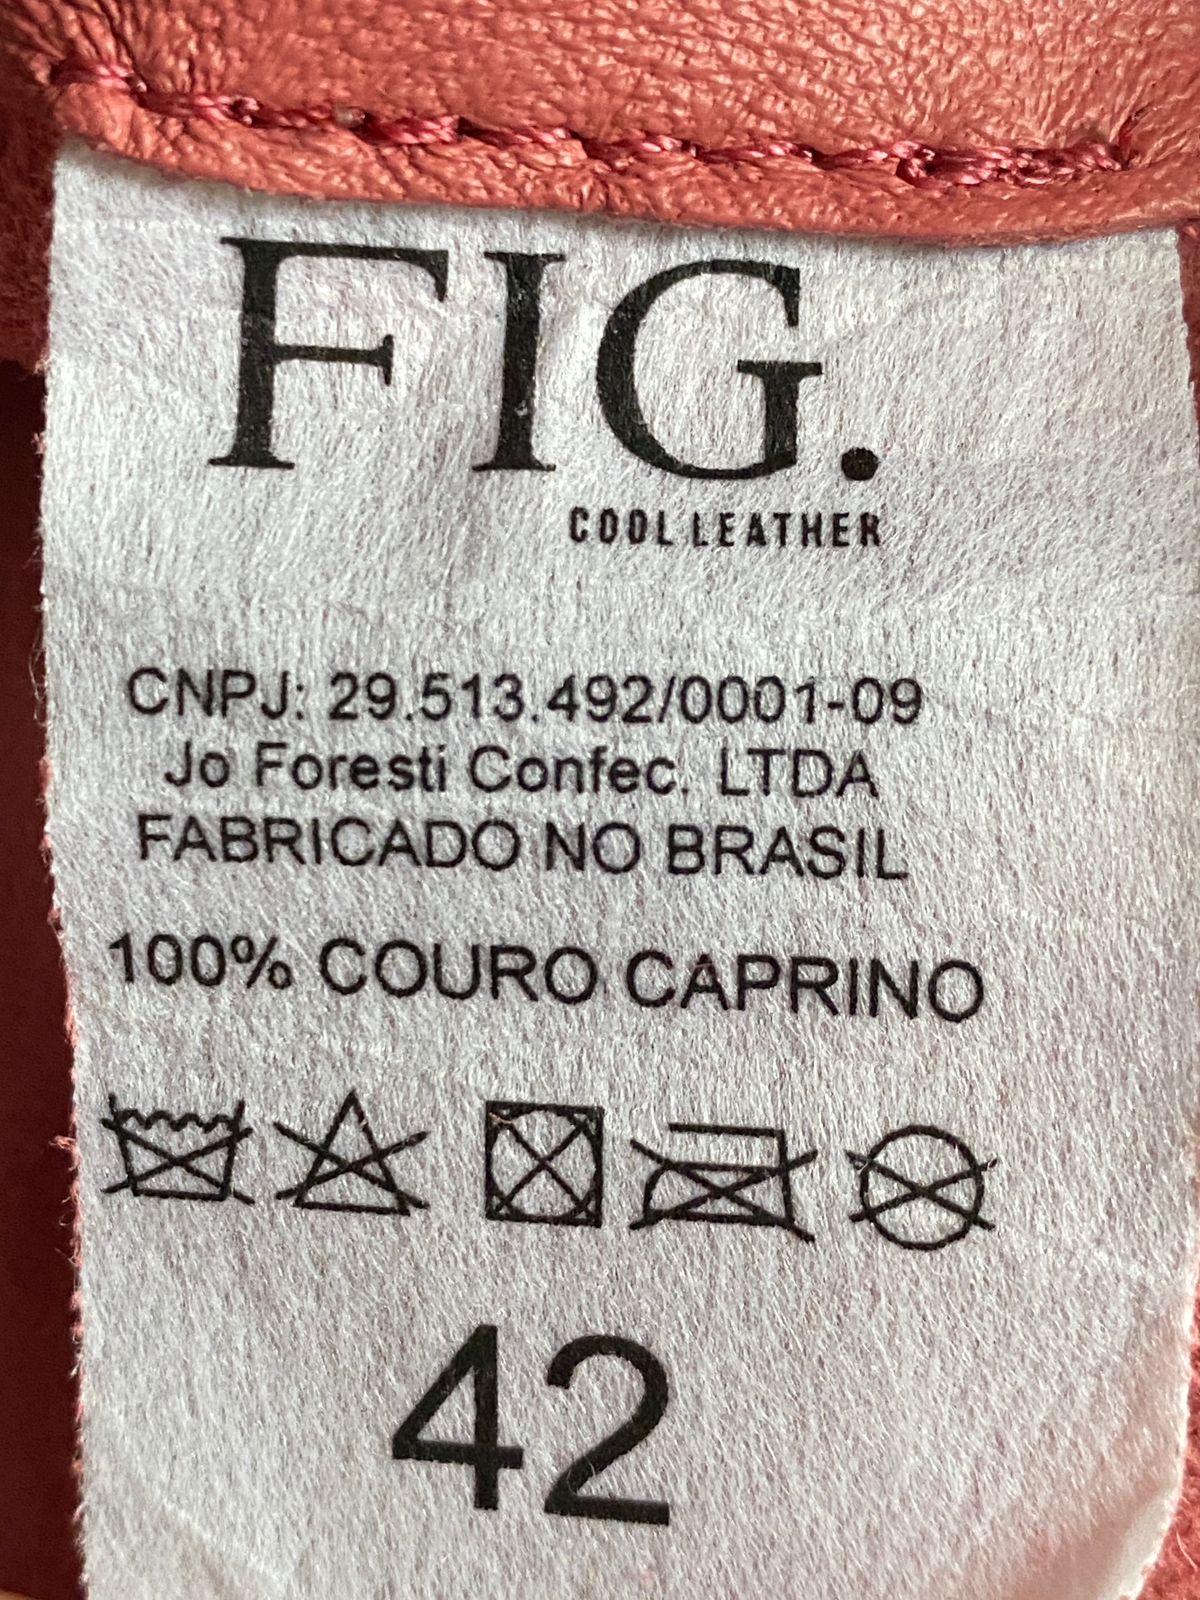 FIG.
COOL LEATHER
CNPJ: 29.513.492/0001-09
Jo Foresti Confec. LTDA
FABRICADO NO BRASIL
100% COURO CAPRINO
42